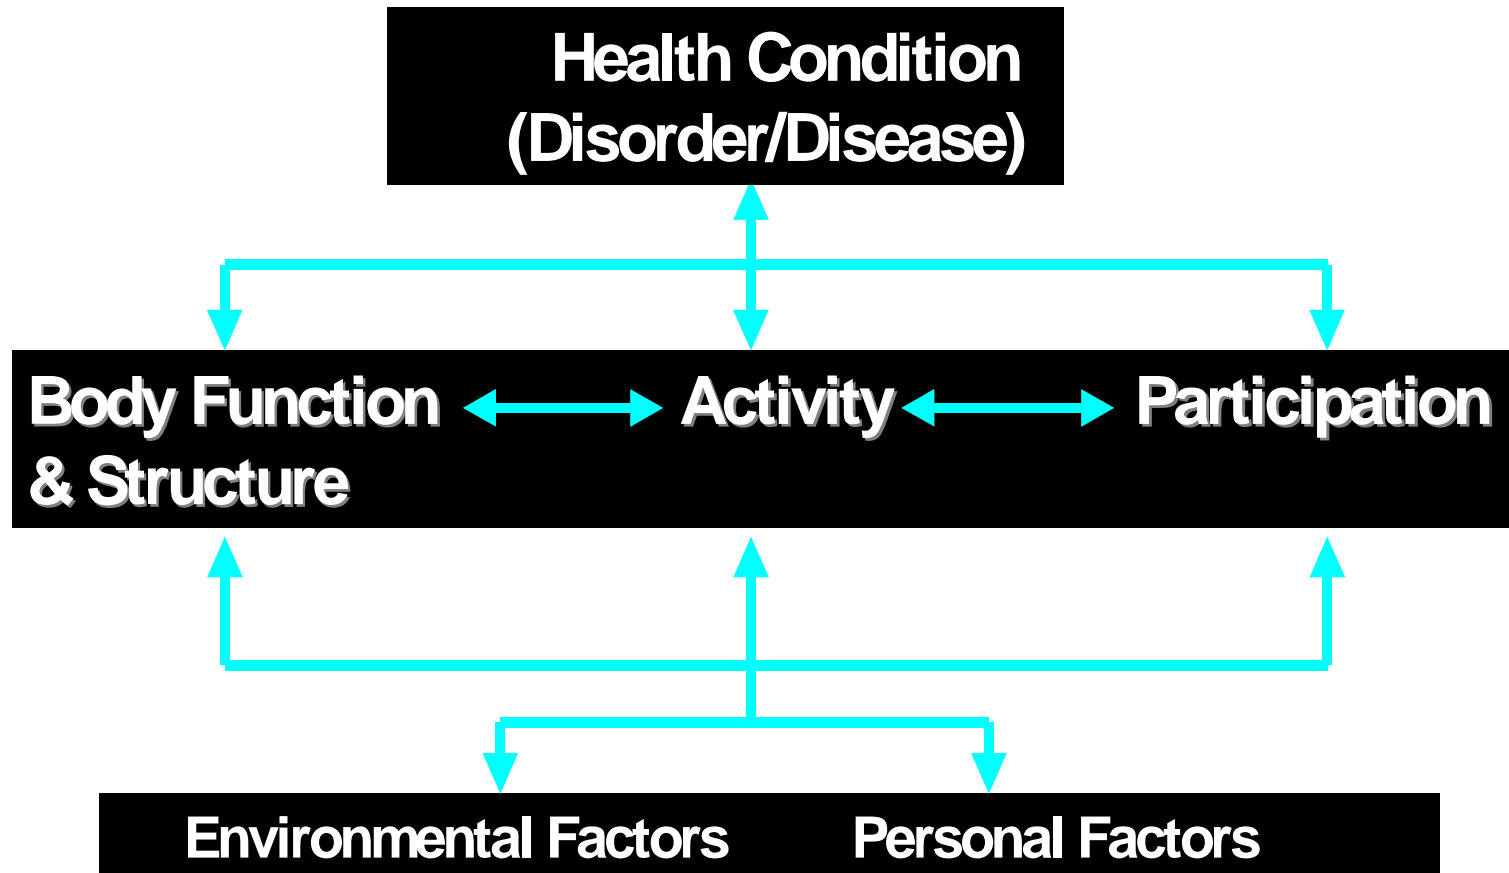 Health Condition
(Disorder/Disease)
Body Function Activity Participation
& Structure
Environmental Factors Personal Factors